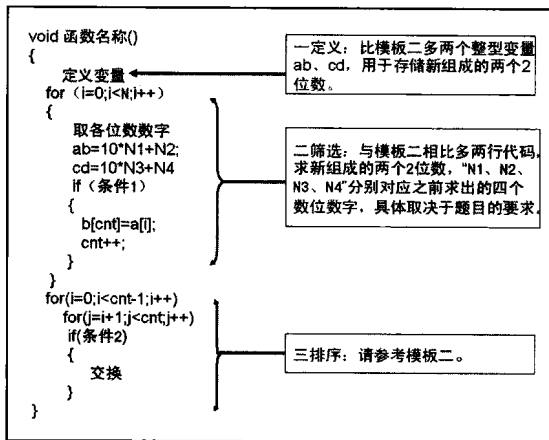 void 函数名称()
{
定义变量
for（i=0;i<N;i++）
{
取各位数数字
ab=10*N1+N2;
cd=10*N3+N4
if（条件1）
{
b[cnt]=a[i];
cnt++;
}
}
for(i=0;i<cnt-1;i++)
for(j=i+1;j<cnt;j++)
if(条件2)
{
交换
}
}
一定义：比模板二多两个整型变量
ab、cd，用于存储新组成的两个2
位数。
二筛选：与模板二相比多两行代码，
求新组成的两个2位数，“N1、N2、
N3、N4”分别对应之前求出的四个
数位数字，具体取决于题目的要求。
三排序：请参考模板二。